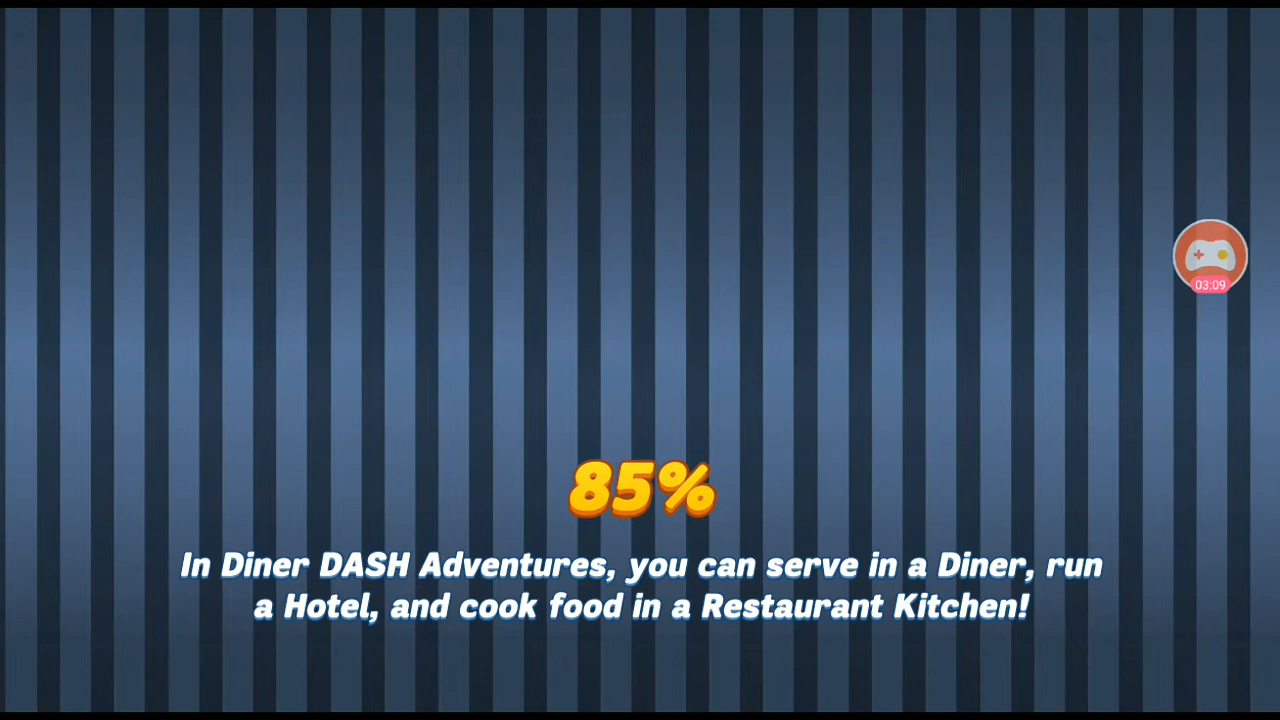 03:09
85%
In Diner DASH Adventures, you can serve in a Diner, run
a Hotel, and cook food in a Restaurant Kitchen!